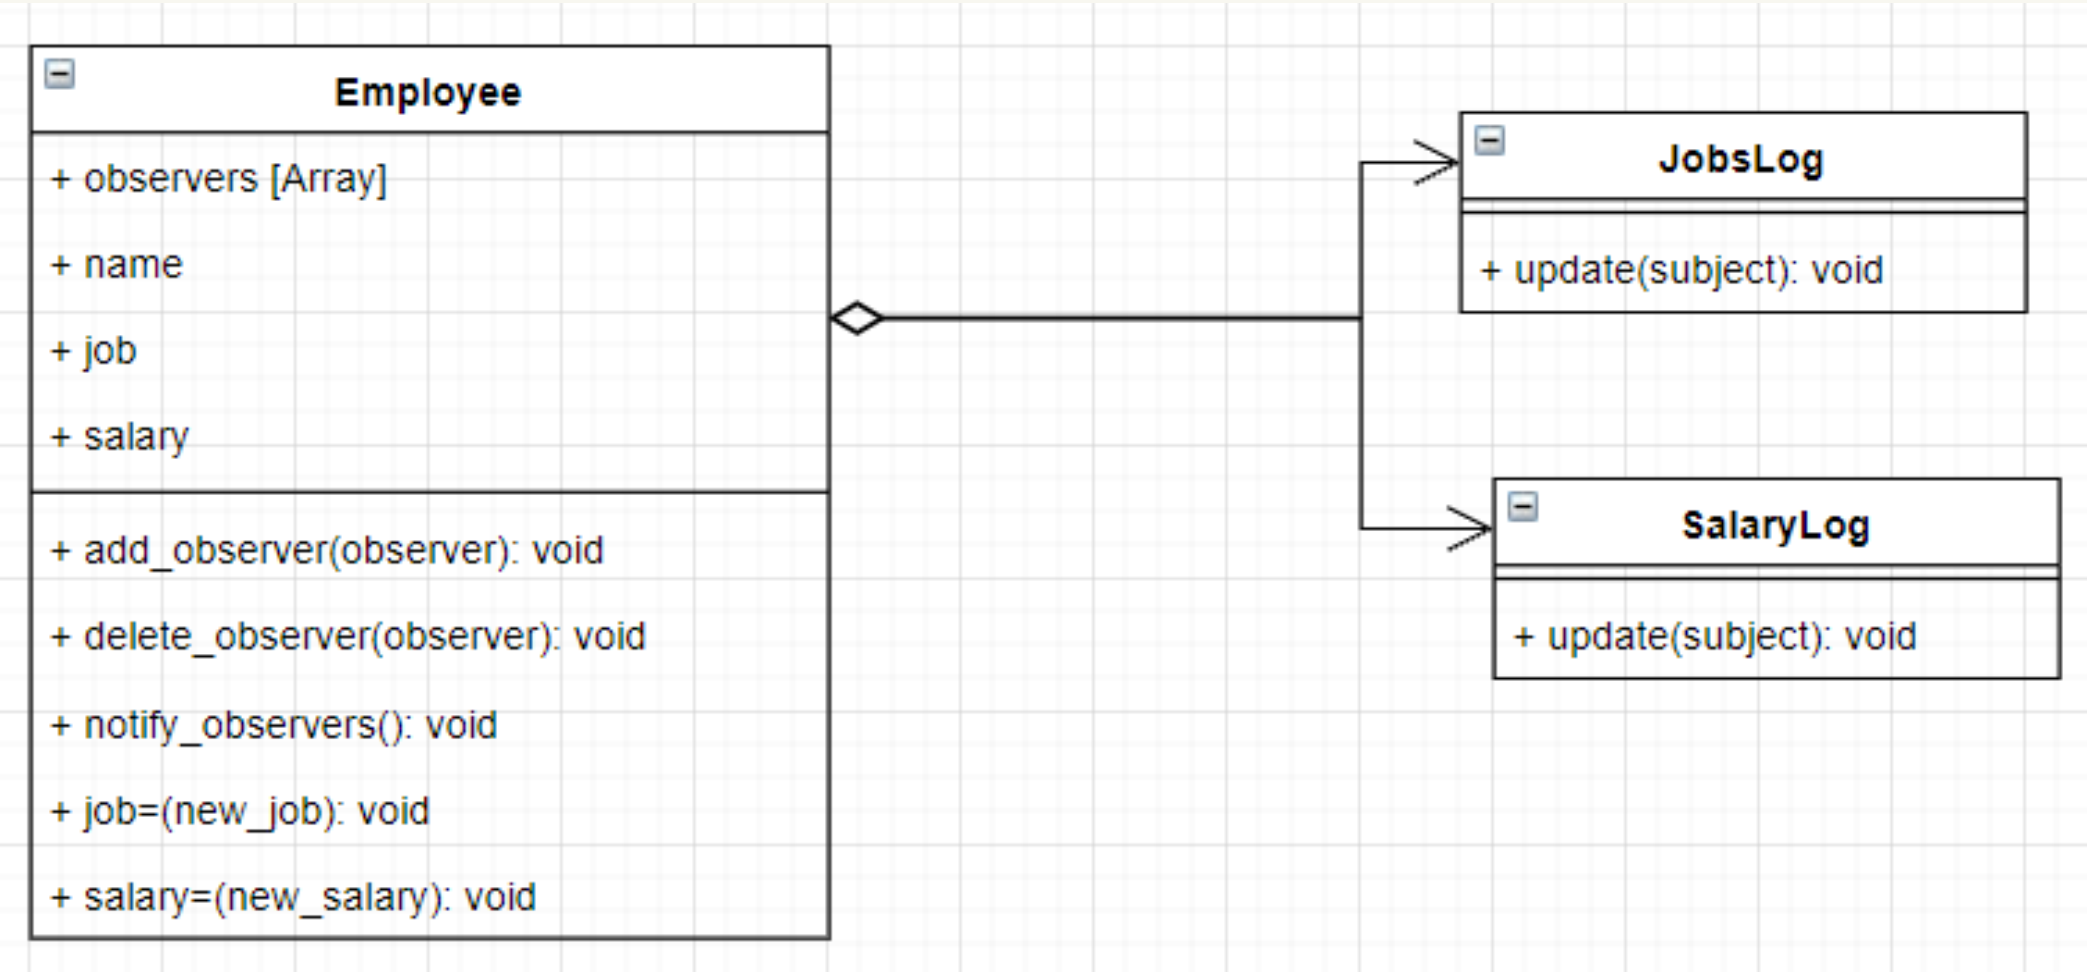 Employee
+ observers [Array]
+ name
+ job
+ salary
+ add_observer(observer): void
+ delete_observer(observer): void
+ notify_observers(): void
+ job=(new_job): void
+ salary=(new_salary): void
JobsLog
+ update(subject): void
SalaryLog
+ update(subject): void